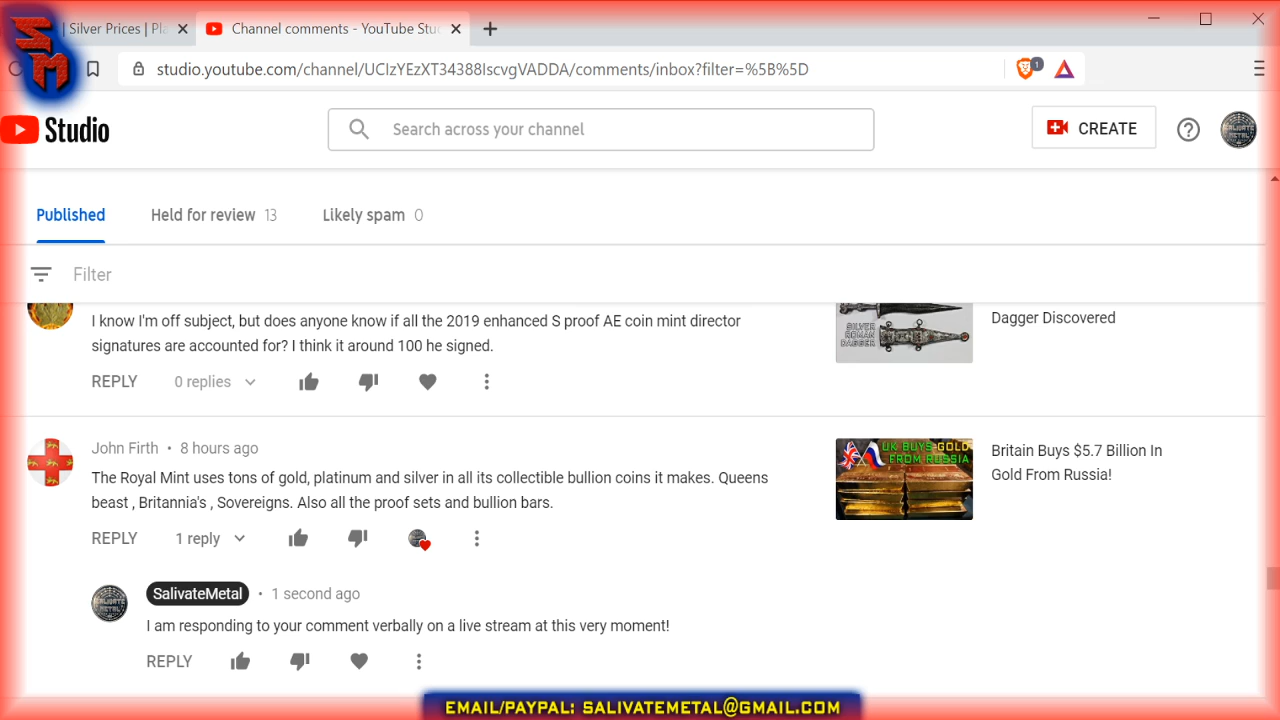 SM
| Silver Prices | Pl
Channel comments - YouTube Stu
studio.youtube.com/channel/UCIzYEzXT34388IscvgVADDA/comments/inbox?filter=%5B%5D
1
Studio
Search across your channel
CREATE
Published
Held for review 13
Likely spam 0
Filter
I know I'm off subject, but does anyone know if all the 2019 enhanced S proof AE coin mint director
signatures he accounted for? I think it around 100 he signed.
REPLY
0 replies
SILVER
ROMAN
DAGGER
Dagger Discovered
John Firth • 8 hours ago
The Royal Mint uses tons of gold, platinum and silver in all its collectible bullion coins it makes. Queens
beast , Britannia's , Sovereigns. Also all the proof sets and bullion bars.
REPLY
1 reply
UK BUYS GOLD
FROM RUSSIA
Britain Buys $5.7 Billion In
Gold From Russia!
SalivateMetal • 1 second ago
I am responding to your comment verbally on a live stream at this very moment!
REPLY
EMAIL/PAYPAL: SALIVATEMETAL@GMAIL.COM